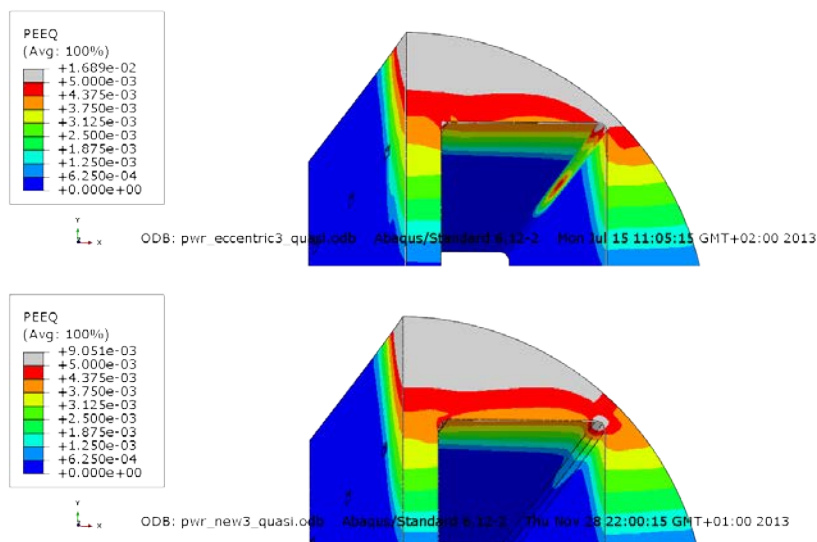 PEEQ
(Avg: 100%)
+1.689e-02
+5.000e-03
+4.375e-03
+3.750e-03
+3.125e-03
+2.500e-03
+1.875e-03
+1.250e-03
+6.250e-04
+0.000e+00
Y
Z X
ODB: pwr_eccentric3_quasi.odb Abaqus/Standard 6.12-2 Mon Jul 15 11:05:15 GMT+02:00 2013
PEEQ
(Avg: 100%)
+9.051e-03
+5.000e-03
+4.375e-03
+3.750e-03
+3.125e-03
+2.500e-03
+1.875e-03
+1.250e-03
+6.250e-04
+0.000e+00
Y
Z X
ODB: pwr_new3_quasi.odb Abaqus/Standard 6.12-2 Thu Nov 28 22:00:15 GMT+01:00 2013